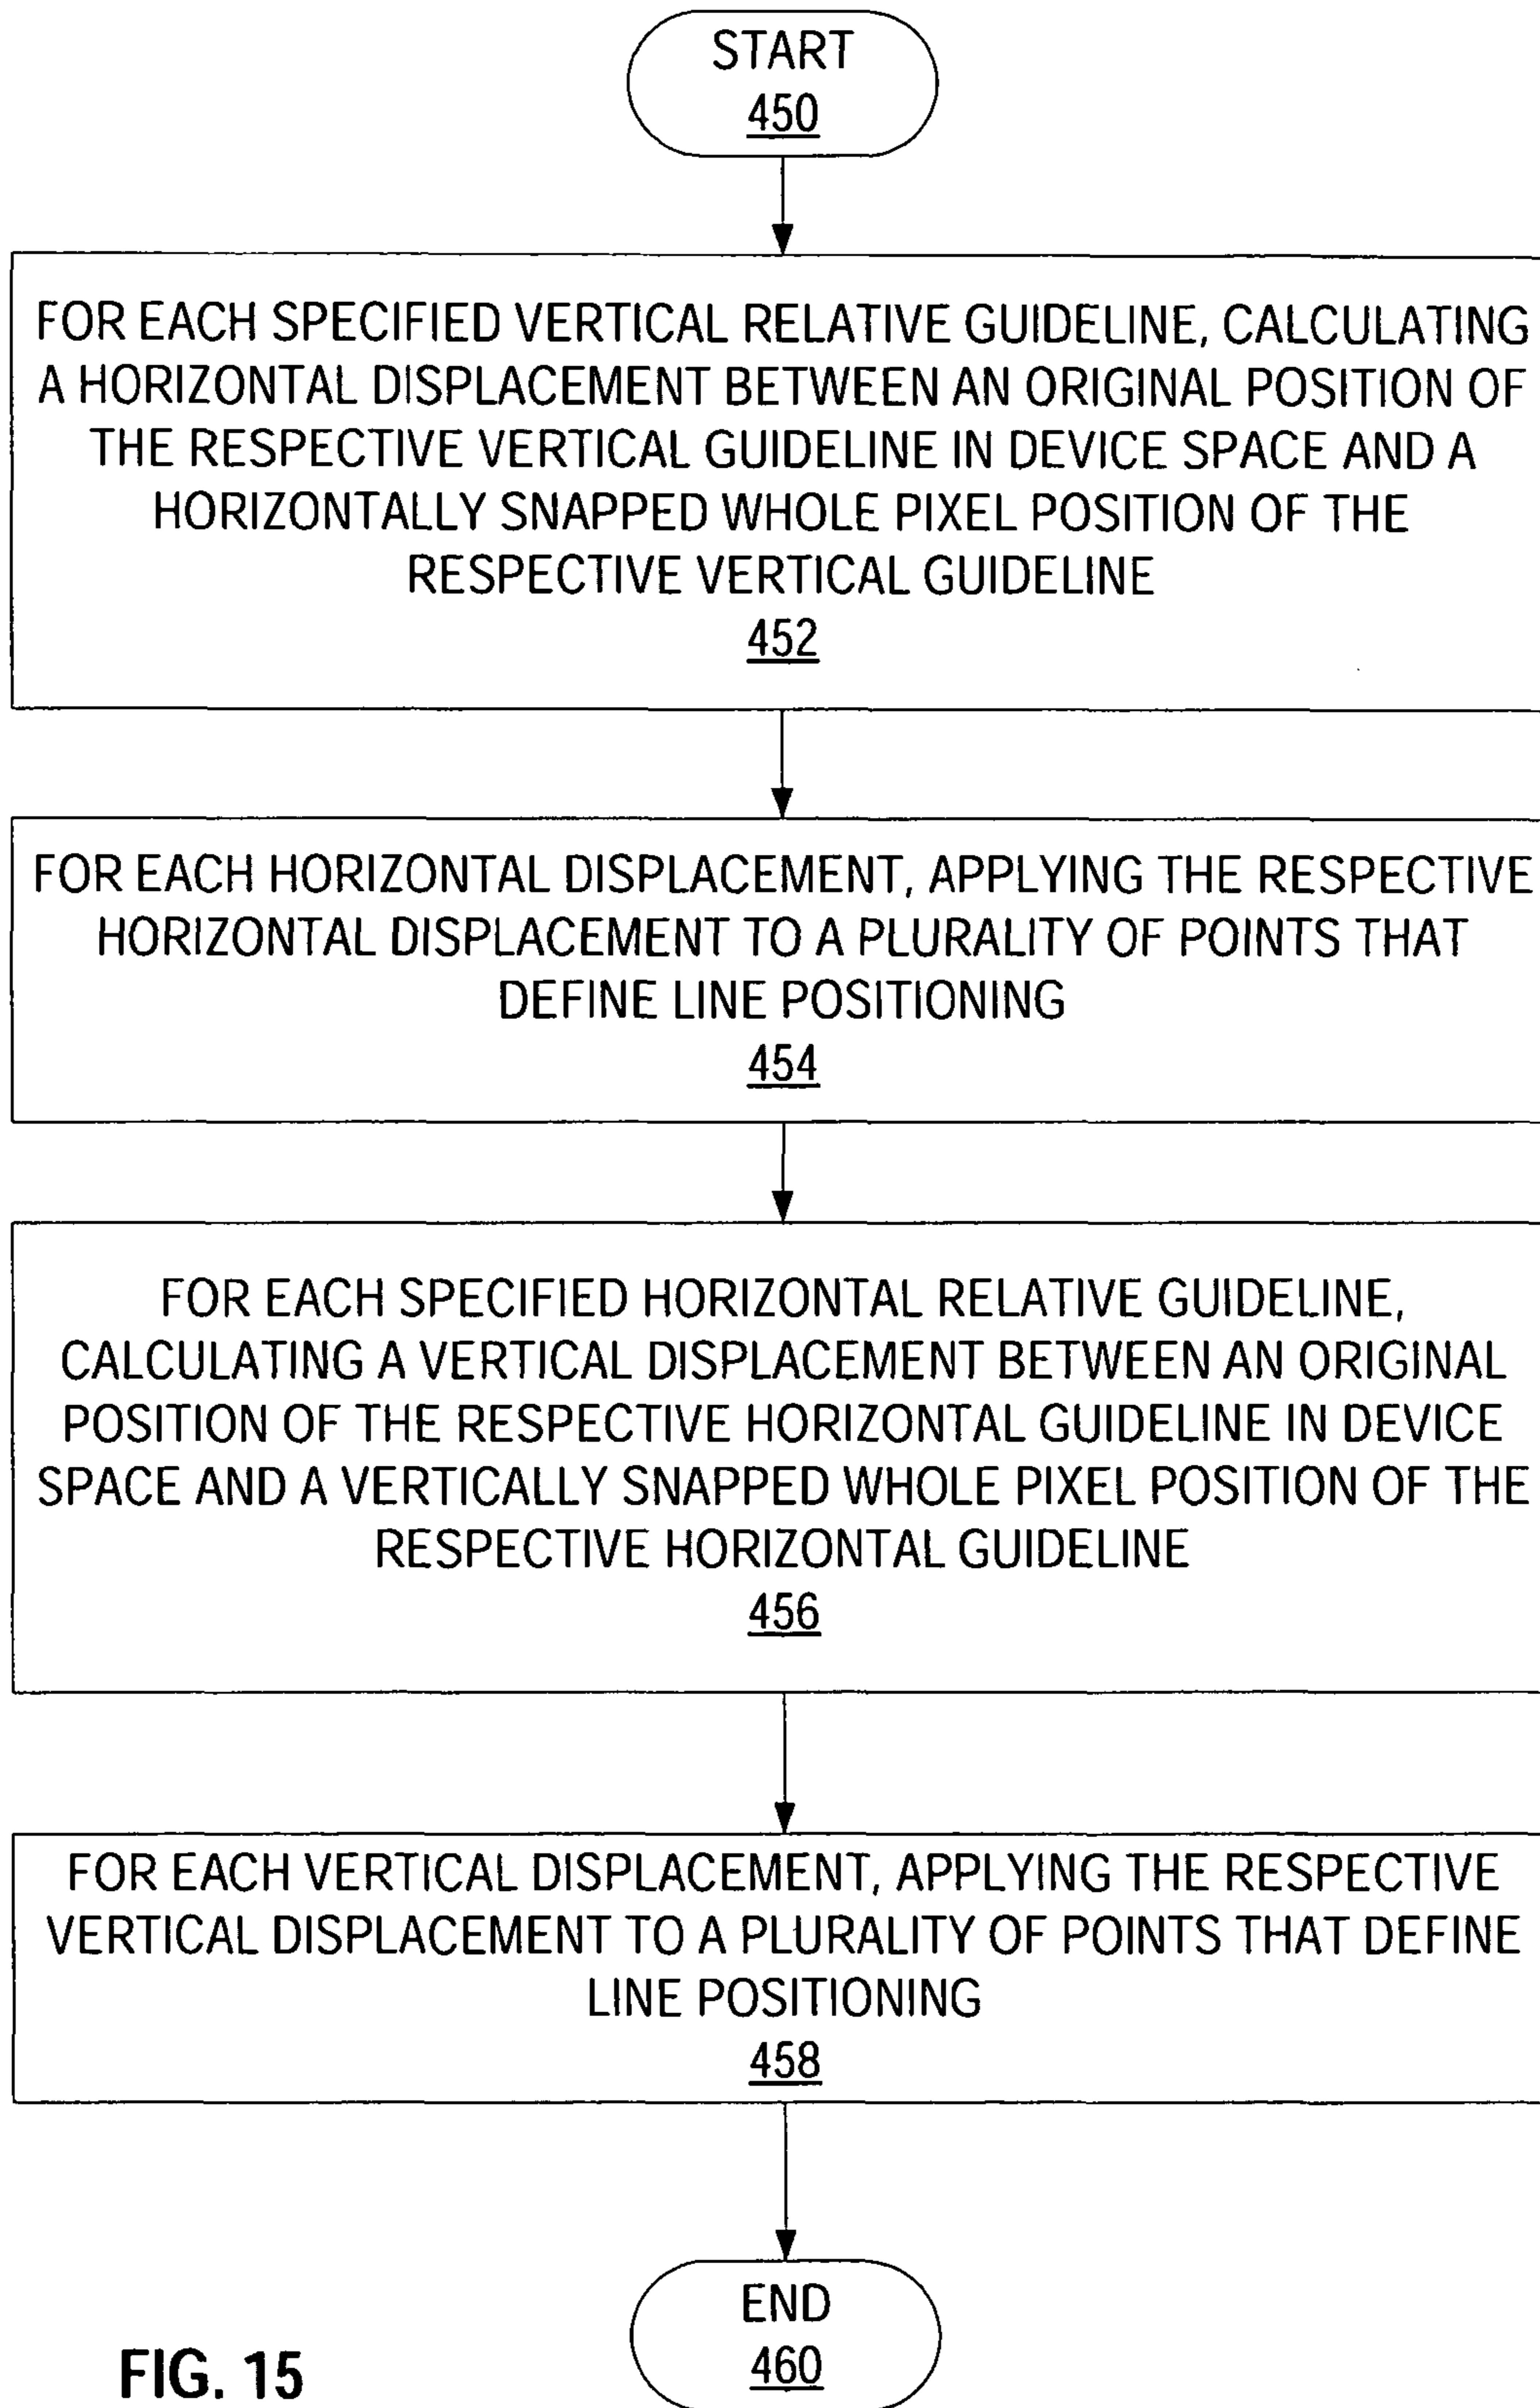 START
450
FOR EACH SPECIFIED VERTICAL RELATIVE GUIDELINE, CALCULATING
A HORIZONTAL DISPLACEMENT BETWEEN AN ORIGINAL POSITION OF
THE RESPECTIVE VERTICAL GUIDELINE IN DEVICE SPACE AND A
HORIZONTALLY SNAPPED WHOLE PIXEL POSITION OF THE
RESPECTIVE VERTICAL GUIDELINE
452
FOR EACH HORIZONTAL DISPLACEMENT, APPLYING THE RESPECTIVE
HORIZONTAL DISPLACEMENT TO A PLURALITY OF POINTS THAT
DEFINE LINE POSITIONING
454
FOR EACH SPECIFIED HORIZONTAL RELATIVE GUIDELINE,
CALCULATING A VERTICAL DISPLACEMENT BETWEEN AN ORIGINAL
POSITION OF THE RESPECTIVE HORIZONTAL GUIDELINE IN DEVICE
SPACE AND A VERTICALLY SNAPPED WHOLE PIXEL POSITION OF THE
RESPECTIVE HORIZONTAL GUIDELINE
456
FOR EACH VERTICAL DISPLACEMENT, APPLYING THE RESPECTIVE
VERTICAL DISPLACEMENT TO A PLURALITY OF POINTS THAT DEFINE
LINE POSITIONING
458
END
460
FIG. 15